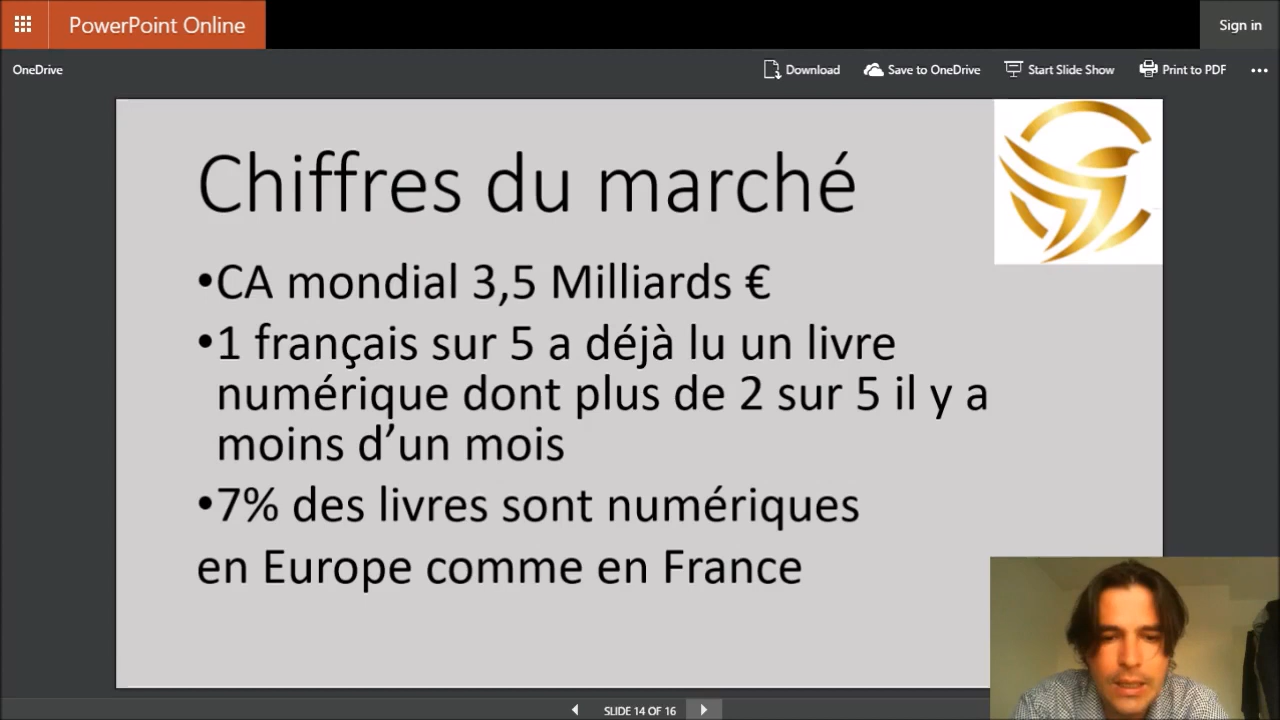 PowerPoint Online
Sign in
OneDrive
Download
Save to OneDrive
Start Slide Show
Print to PDF
Chiffres du marché
•CA mondial 3,5 Milliards €
•1 français sur 5 a déjà lu un livre
numérique dont plus de 2 sur 5 il y a
moins d’un mois
•7% des livres sont numériques
en Europe comme en France
SLIDE 14 OF 16